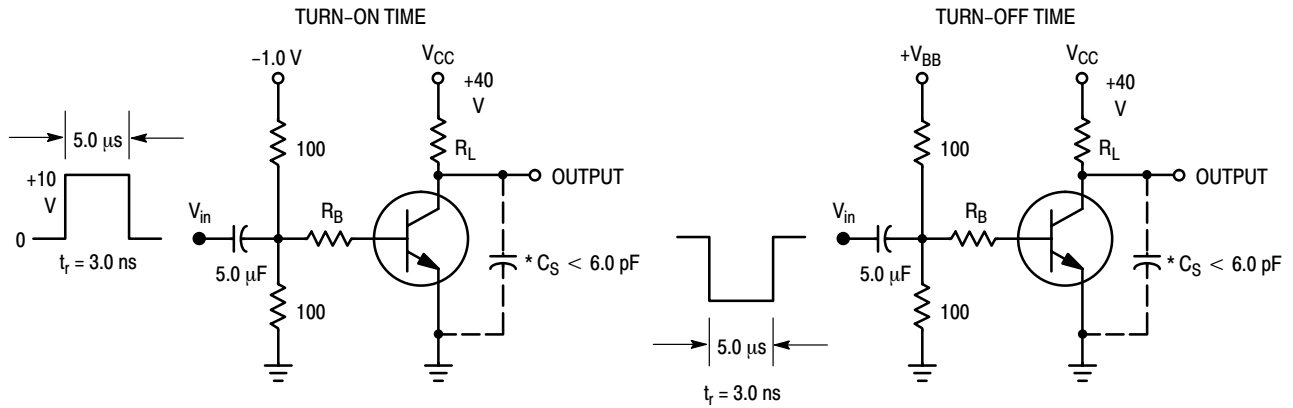 TURN–ON TIME
–1.0 V
V_CC
+40
V
5.0 µs
100
R_L
OUTPUT
+10
V
0
t_r = 3.0 ns
V_in
5.0 µF
R_B
* C_S < 6.0 pF
100
TURN–OFF TIME
+V_BB
V_CC
+40
V
100
R_L
OUTPUT
V_in
5.0 µF
R_B
* C_S < 6.0 pF
100
5.0 µs
t_r = 3.0 ns